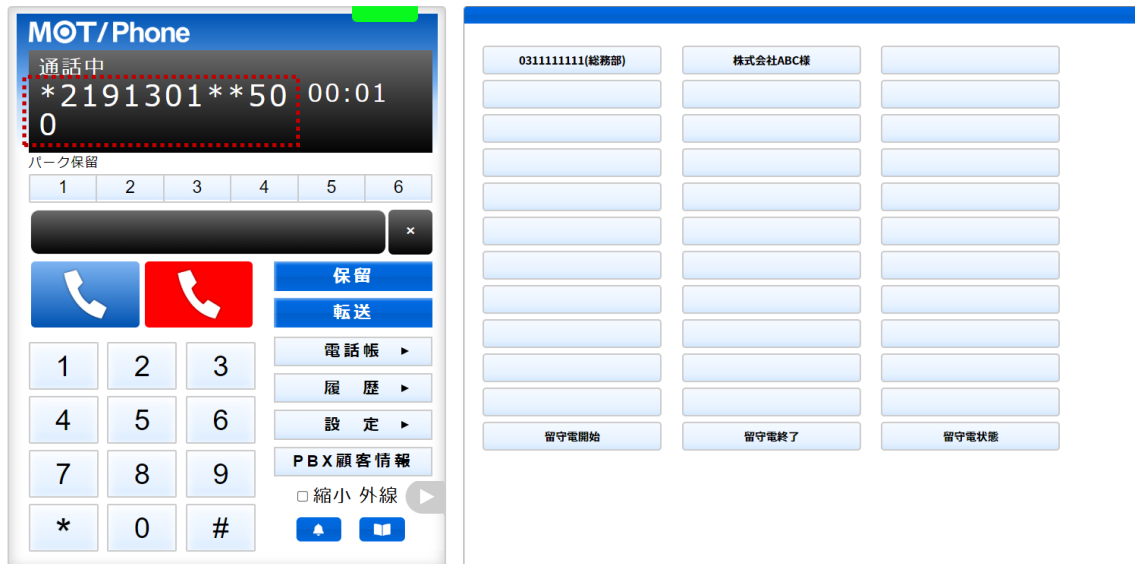 MOT/Phone
通話中
*2191301**50 00:01
0
パーク保留
1 2 3 4 5 6
×
保留
転送
電話帳 ►
履 歴 ►
設 定 ►
PBX顧客情報
縮小 外線
1 2 3
4 5 6
7 8 9
* 0 #
0311111111(総務部) 株式会社ABC様
留守電開始 留守電終了 留守電状態